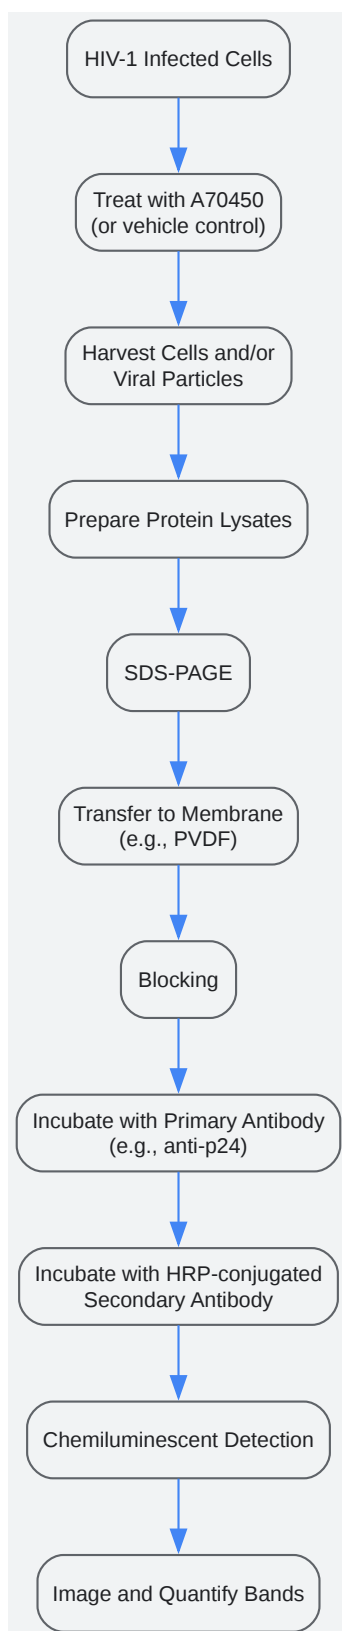 HIV-1 Infected Cells
Treat with A70450
(or vehicle control)
Harvest Cells and/or
Viral Particles
Prepare Protein Lysates
SDS-PAGE
Transfer to Membrane
(e.g., PVDF)
Blocking
Incubate with Primary Antibody
(e.g., anti-p24)
Incubate with HRP-conjugated
Secondary Antibody
Chemiluminescent Detection
Image and Quantify Bands